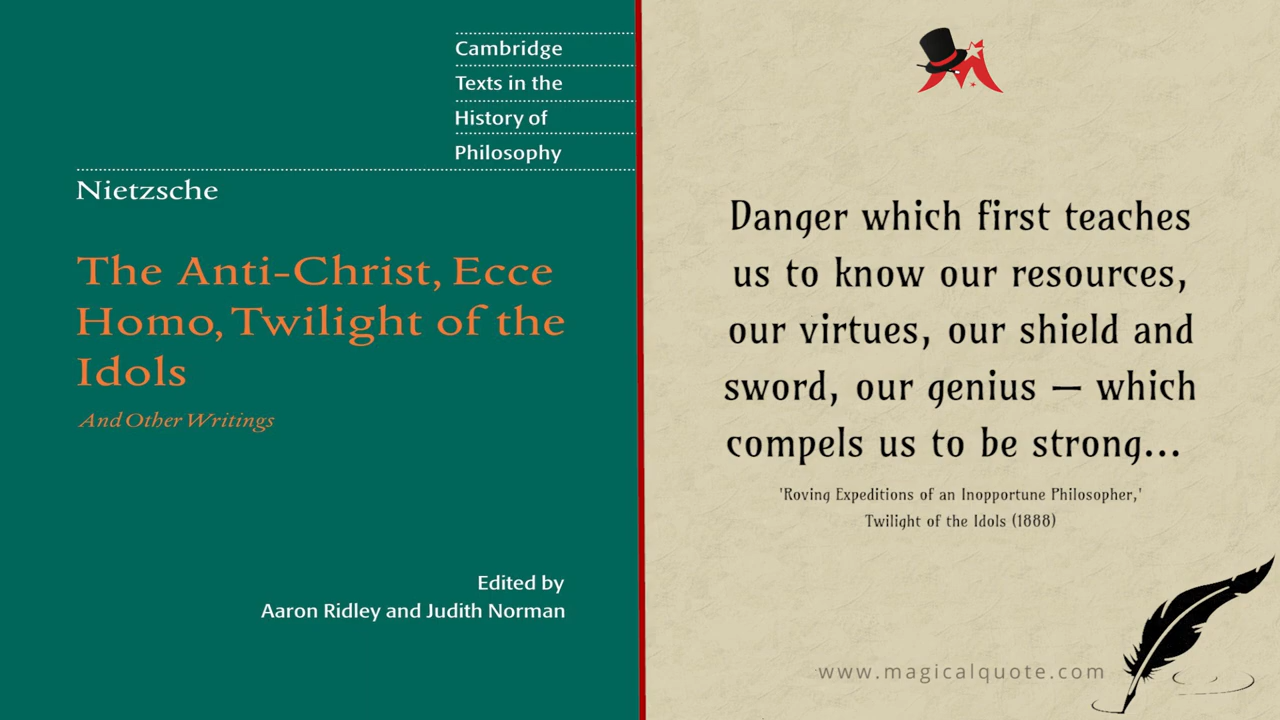 Cambridge
Texts in the
History of
Philosophy
Nietzsche
The Anti-Christ, Ecce
Homo, Twilight of the
Idols
And Other Writings
Edited by
Aaron Ridley and Judith Norman
Danger which first teaches
us to know our resources,
our virtues, our shield and
sword, our genius — which
compels us to be strong...
'Roving Expeditions of an Inopportune Philosopher,'
Twilight of the Idols (1888)
www.magicalquote.com